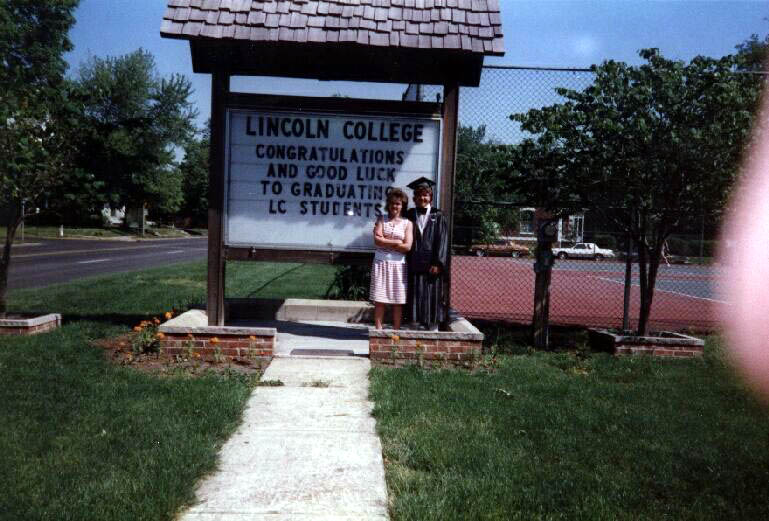 LINCOLN COLLEGE
CONGRATULATIONS
AND GOOD LUCK
TO GRADUATING
LC STUDENTS